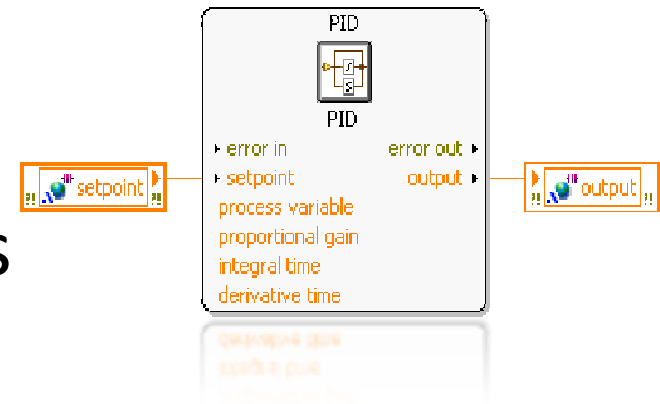 PID
PID
error in error out
setpoint setpoint output output
process variable
s
proportional gain
integral time
derivative time